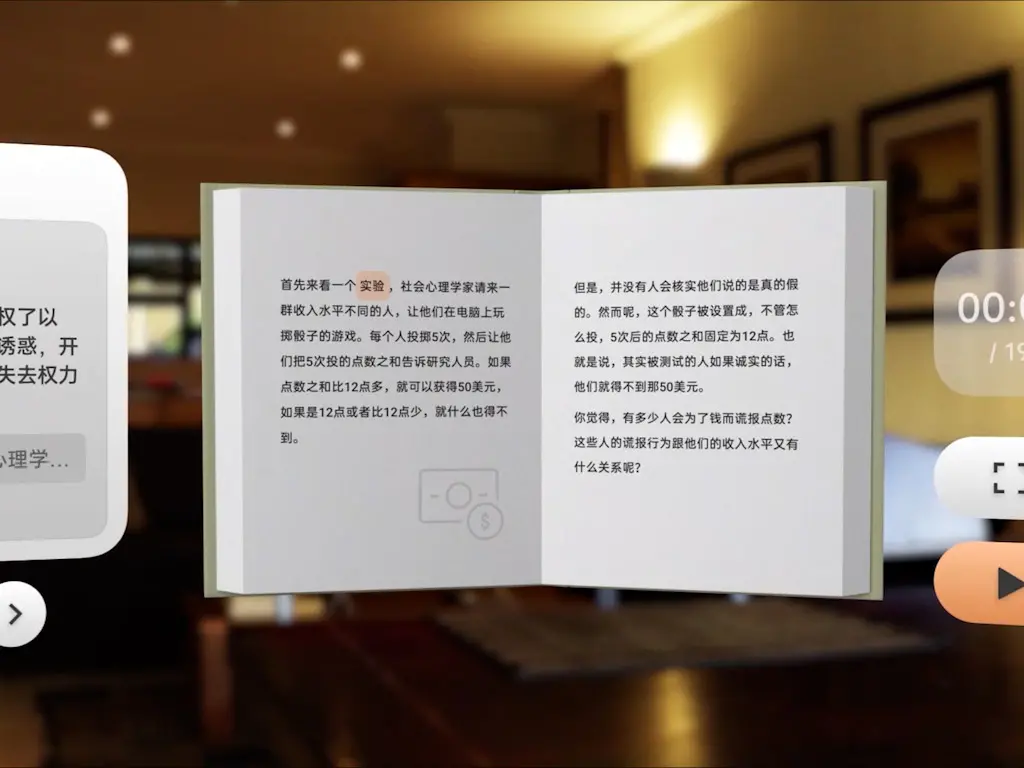 权了以
诱惑，开
失去权力
心理学...
首先来看一个实验，社会心理学家请来一
群收入水平不同的人，让他们在电脑上玩
掷骰子的游戏。每个人投掷5次，然后让他
们把5次投的点数之和告诉研究人员。如果
点数之和比12点多，就可以获得50美元，
如果是12点或者比12点少，就什么也得不
到。
但是，并没有人会核实他们说的是真的假
的。然而呢，这个骰子被设置成，不管怎
么投，5次后的点数之和固定为12点。也
就是说，其实被测试的人如果诚实的话，
他们就得不到那50美元。
你觉得，有多少人会为了钱而谎报点数？
这些人的谎报行为跟他们的收入水平又有
什么关系呢？
$
00:
/ 19